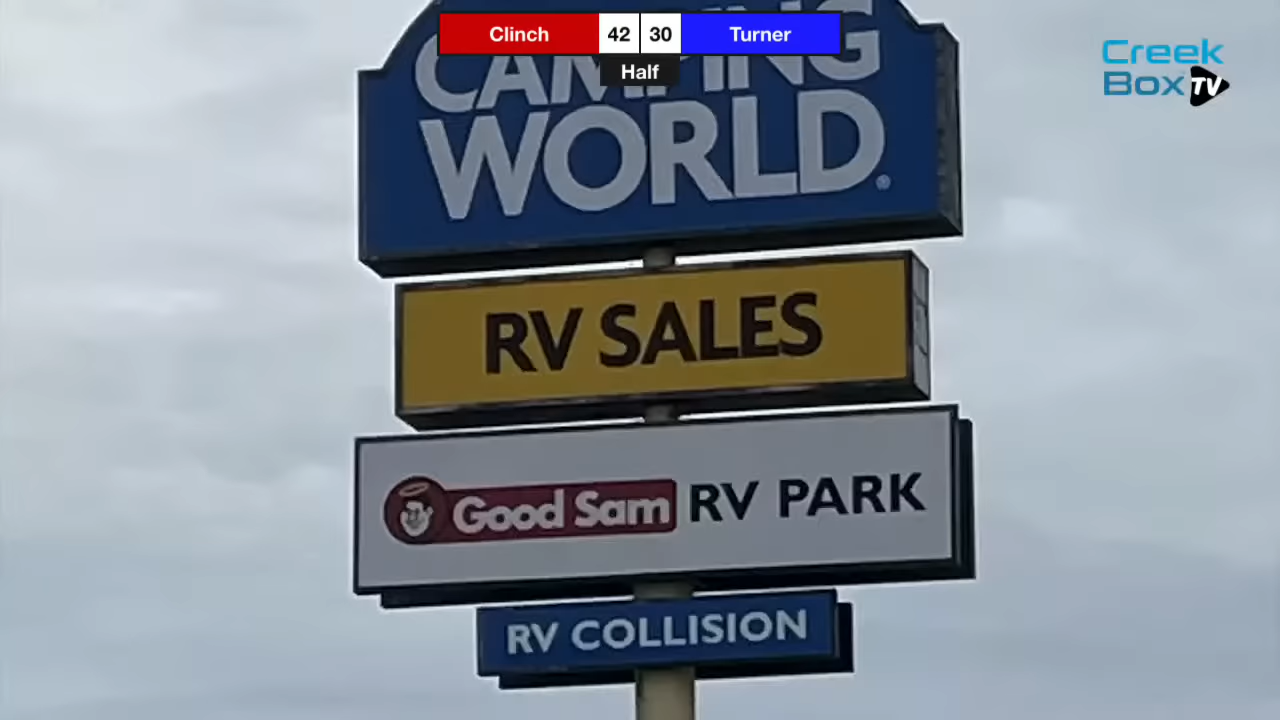 Clinch 42 30 Turner
Half
Creek
Box TV
CAMPING
WORLD®
RV SALES
Good Sam RV PARK
RV COLLISION